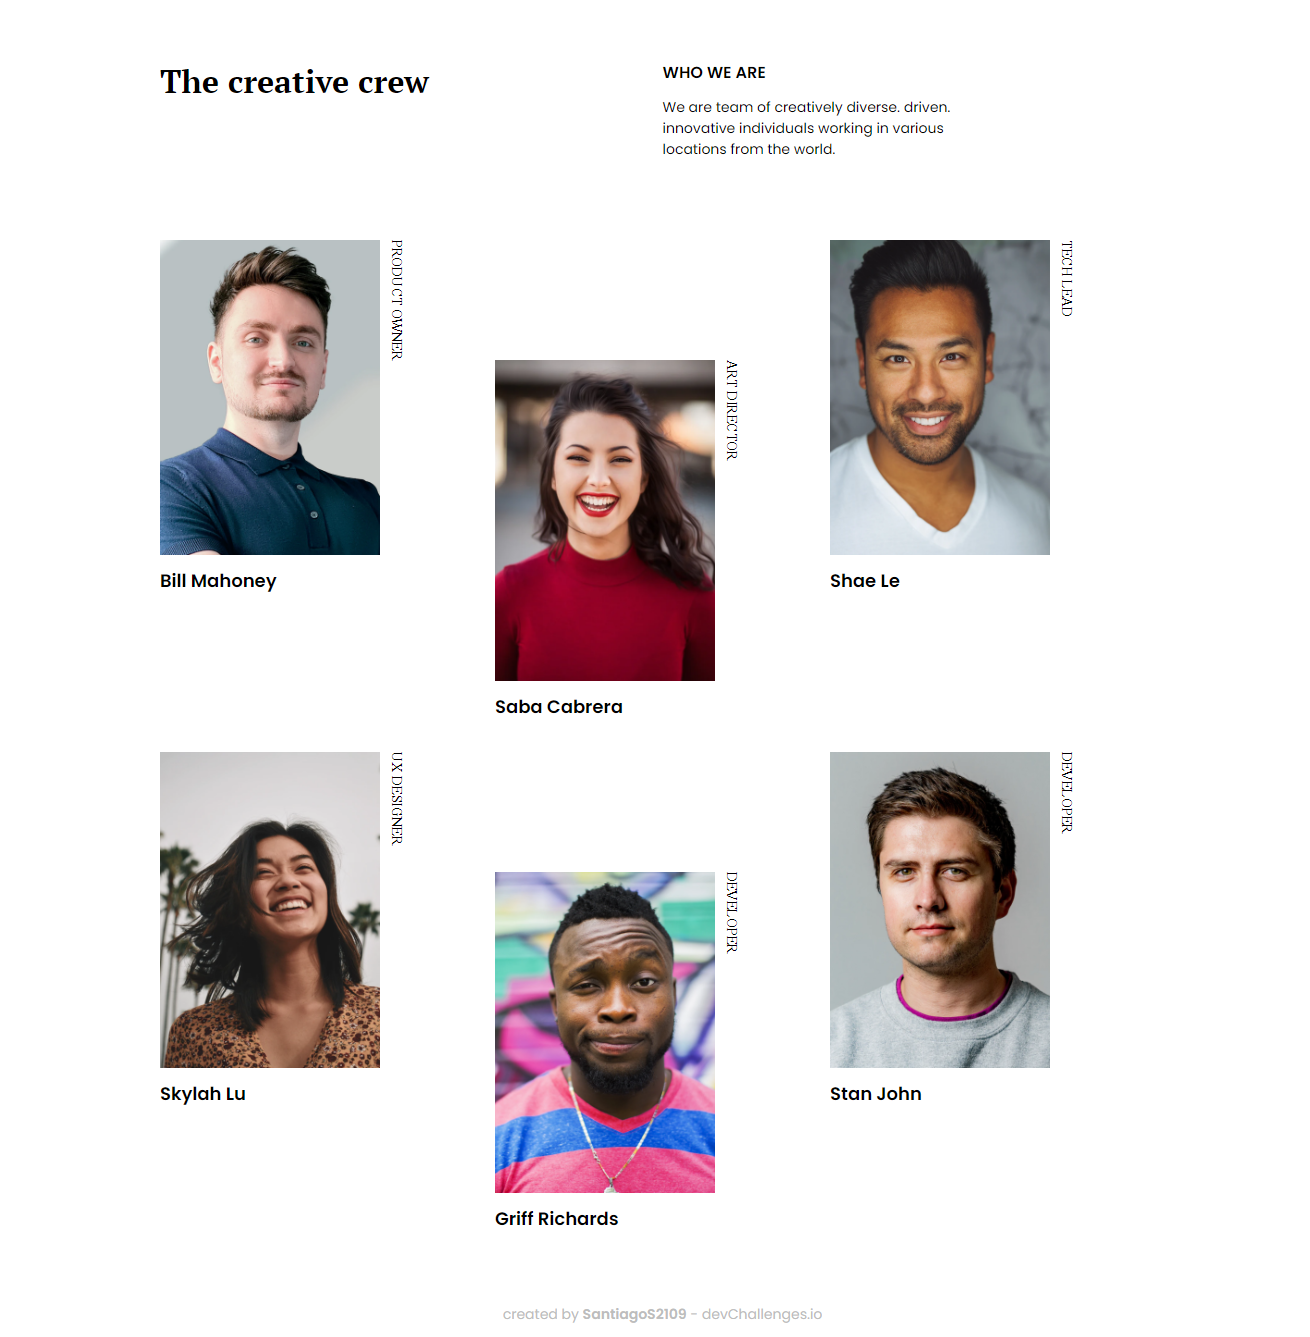 The creative crew
WHO WE ARE
We are team of creatively diverse. driven.
innovative individuals working in various
locations from the world.
PRODUCT OWNER
Bill Mahoney
ART DIRECTOR
Saba Cabrera
TECH LEAD
Shae Le
UX DESIGNER
Skylah Lu
DEVELOPER
Griff Richards
DEVELOPER
Stan John
created by SantiagoS2109 - devChallenges.io